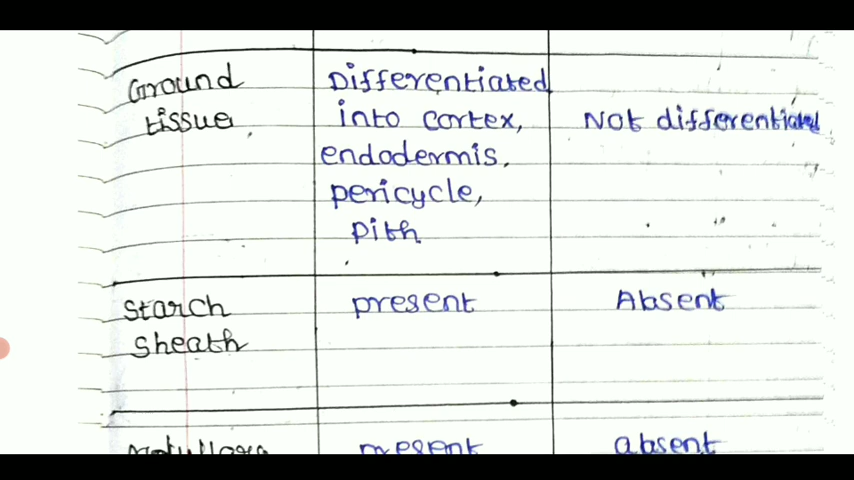 Ground
tissue
Differentiated
into cortex,
endodermis,
pericycle,
pith
Not differentiated
Starch
sheath
present
Absent
present
absent